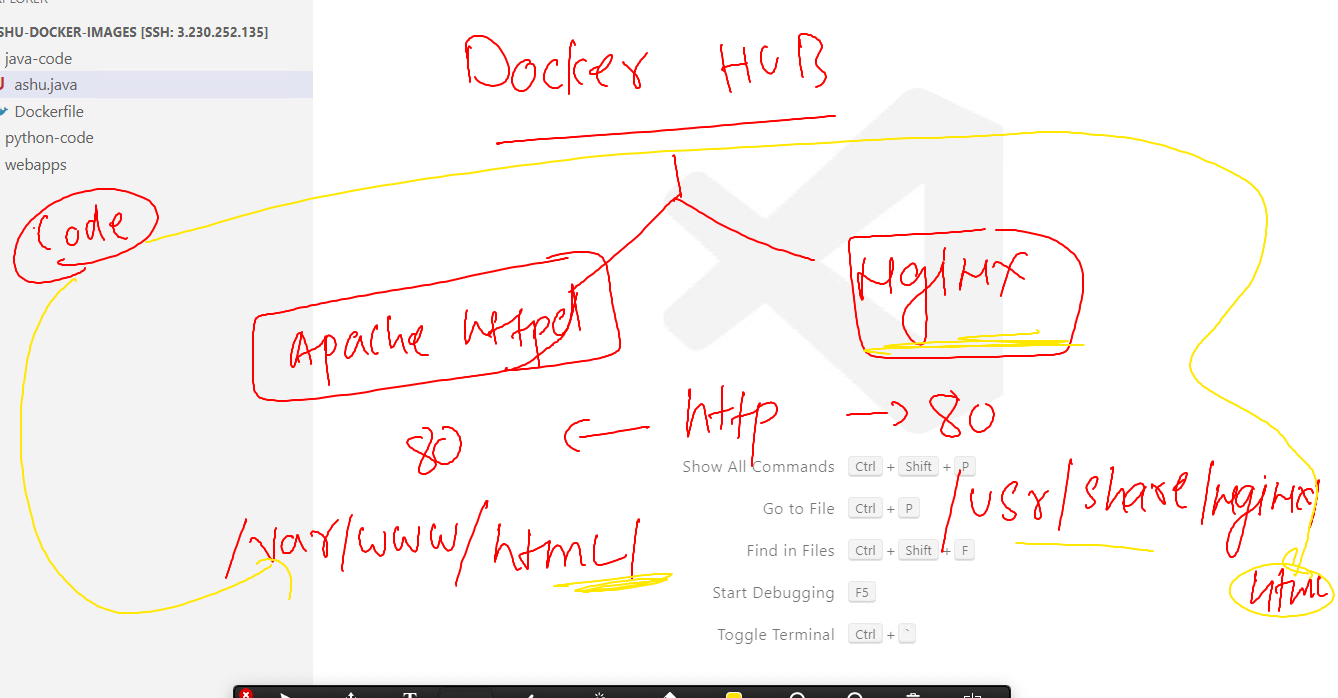 SHU-DOCKER-IMAGES [SSH: 3.230.252.135]
java-code
ashu.java
Dockerfile
python-code
webapps
Docker HUB
Code
Apache httpd
Nginx
80 ← http → 80
/var/www/html/
/usr/share/nginx/
html
Show All Commands Ctrl + Shift + P
Go to File Ctrl + P
Find in Files Ctrl + Shift + F
Start Debugging F5
Toggle Terminal Ctrl + `